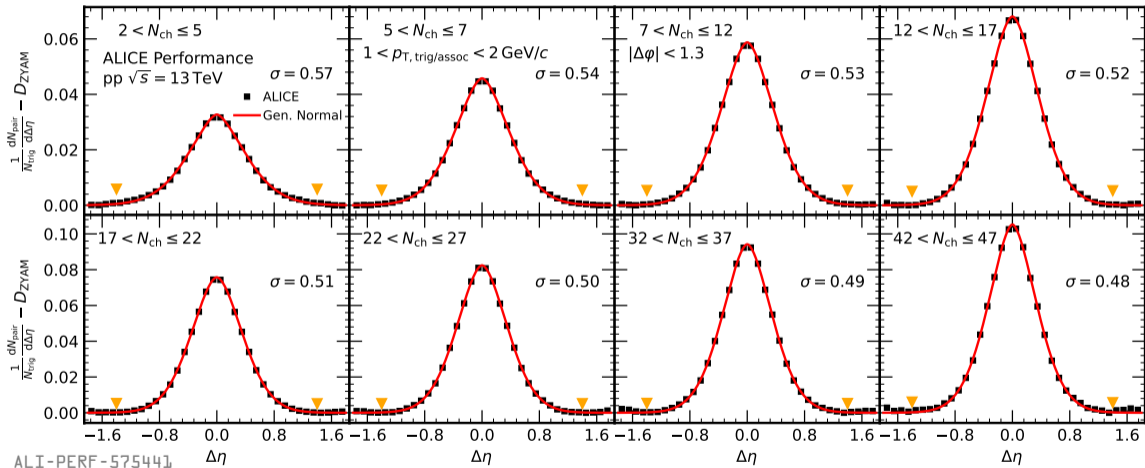 2 < N_ch ≤ 5
ALICE Performance
pp √s = 13 TeV
σ = 0.57
ALICE
Gen. Normal
5 < N_ch ≤ 7
1 < p_T, trig/assoc < 2 GeV/c
σ = 0.54
7 < N_ch ≤ 12
|Δφ| < 1.3
σ = 0.53
12 < N_ch ≤ 17
σ = 0.52
0.06
0.04
0.02
0.00
1/N_trig dN_pair/dΔη − D_ZYAM
17 < N_ch ≤ 22
σ = 0.51
22 < N_ch ≤ 27
σ = 0.50
32 < N_ch ≤ 37
σ = 0.49
42 < N_ch ≤ 47
σ = 0.48
0.10
0.08
0.06
0.04
0.02
0.00
1/N_trig dN_pair/dΔη − D_ZYAM
−1.6 −0.8 0.0 0.8 1.6
−1.6 −0.8 0.0 0.8 1.6
−1.6 −0.8 0.0 0.8 1.6
−1.6 −0.8 0.0 0.8 1.6
Δη Δη Δη Δη
ALI-PERF-575441